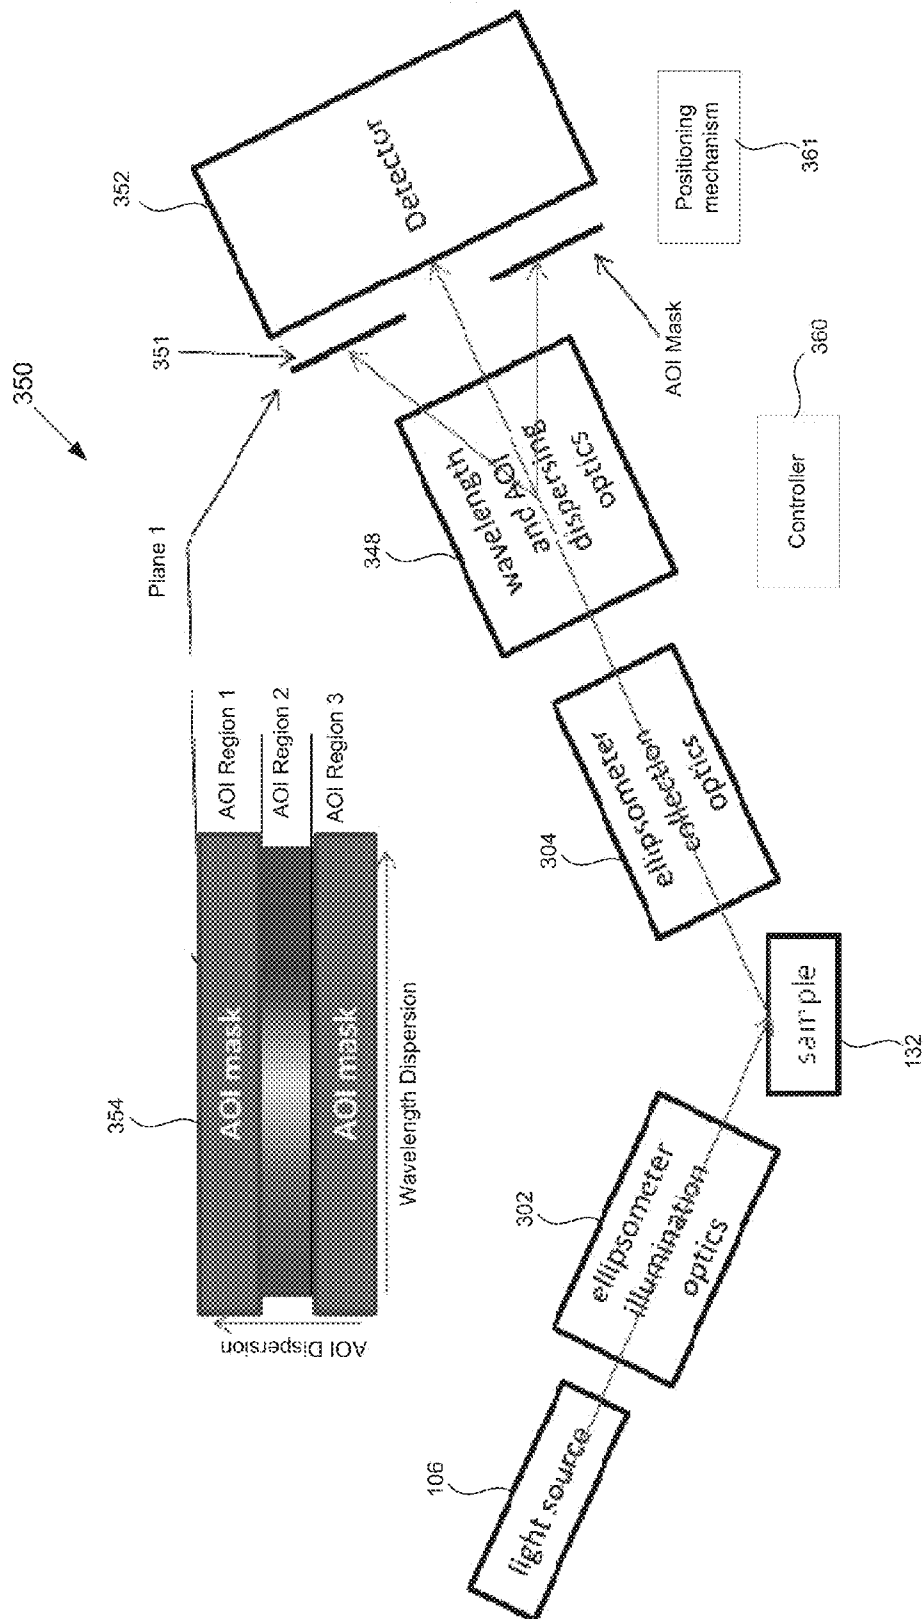 350
354
AOI mask
AOI mask
AOI Region 1
AOI Region 2
AOI Region 3
AOI Dispersion
Wavelength Dispersion
Plane 1
351
352
Detector
AOI Mask
348
wavelength
and AOI
dispersing
optics
304
ellipsometer
collection
optics
302
ellipsometer
illumination
optics
106
light source
sample
132
Controller
360
Positioning
mechanism
361